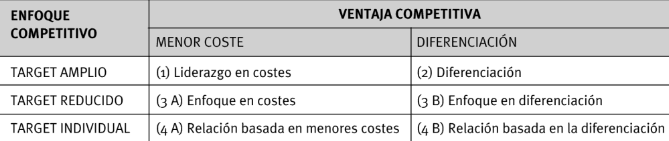 ENFOQUE
COMPETITIVO
VENTAJA COMPETITIVA
MENOR COSTE
DIFERENCIACIÓN
TARGET AMPLIO
(1) Liderazgo en costes
(2) Diferenciación
TARGET REDUCIDO
(3 A) Enfoque en costes
(3 B) Enfoque en diferenciación
TARGET INDIVIDUAL
(4 A) Relación basada en menores costes
(4 B) Relación basada en la diferenciación